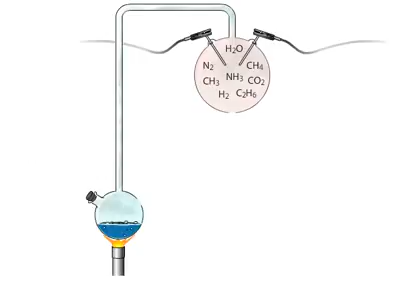 H₂O
N₂ CH₄
CH₃ NH₃ CO₂
H₂ C₂H₆